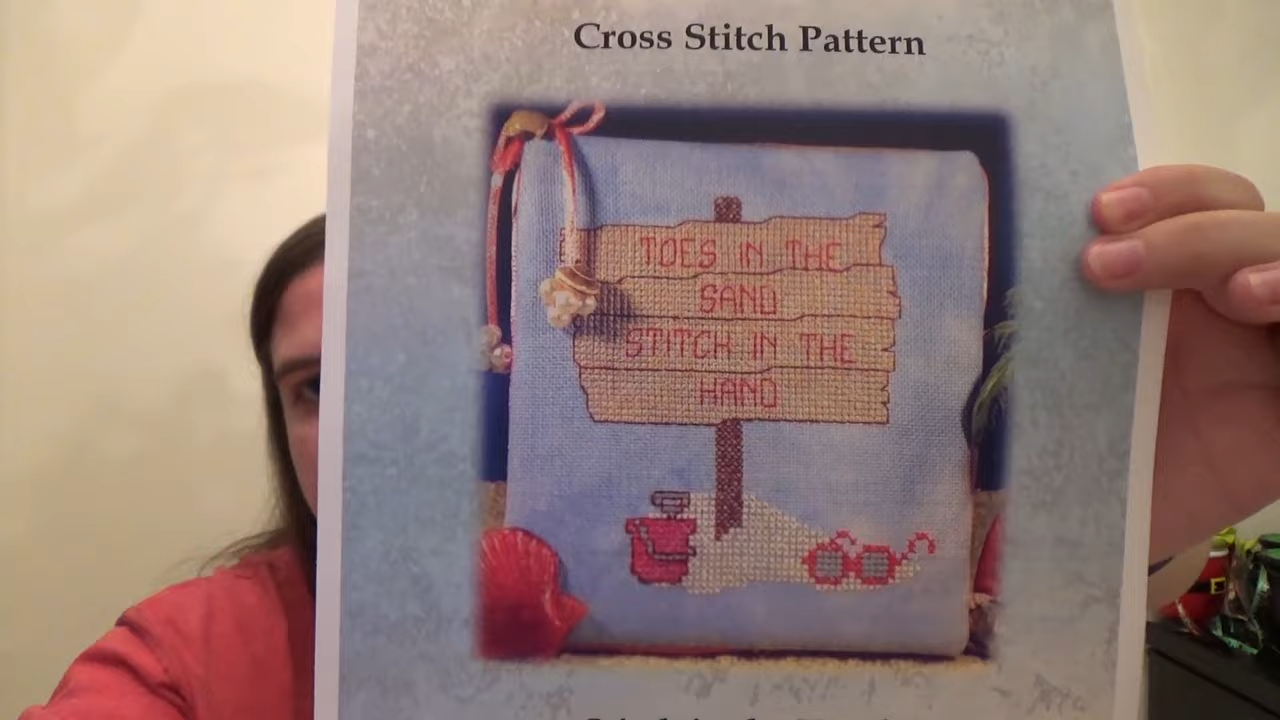 Cross Stitch Pattern
TOES IN THE
SAND
STITCH IN THE
HAND